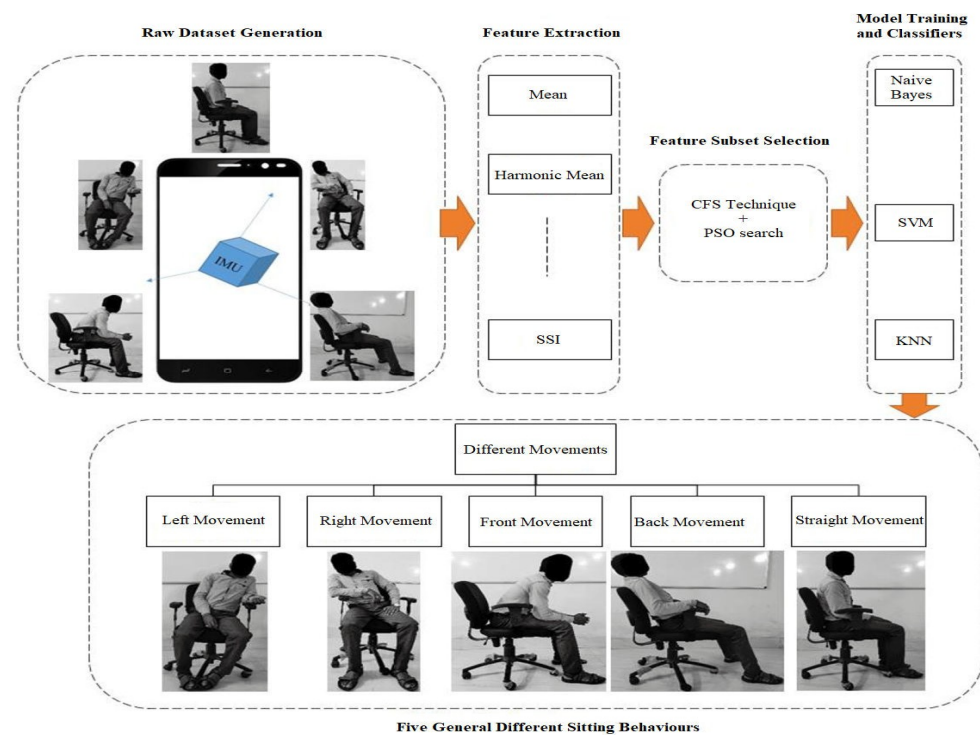 Raw Dataset Generation
Feature Extraction
Model Training
and Classifiers
IMU
Mean
Harmonic Mean
SSI
Feature Subset Selection
CFS Technique
+
PSO search
Naive
Bayes
SVM
KNN
Different Movements
Left Movement
Right Movement
Front Movement
Back Movement
Straight Movement
Five General Different Sitting Behaviours